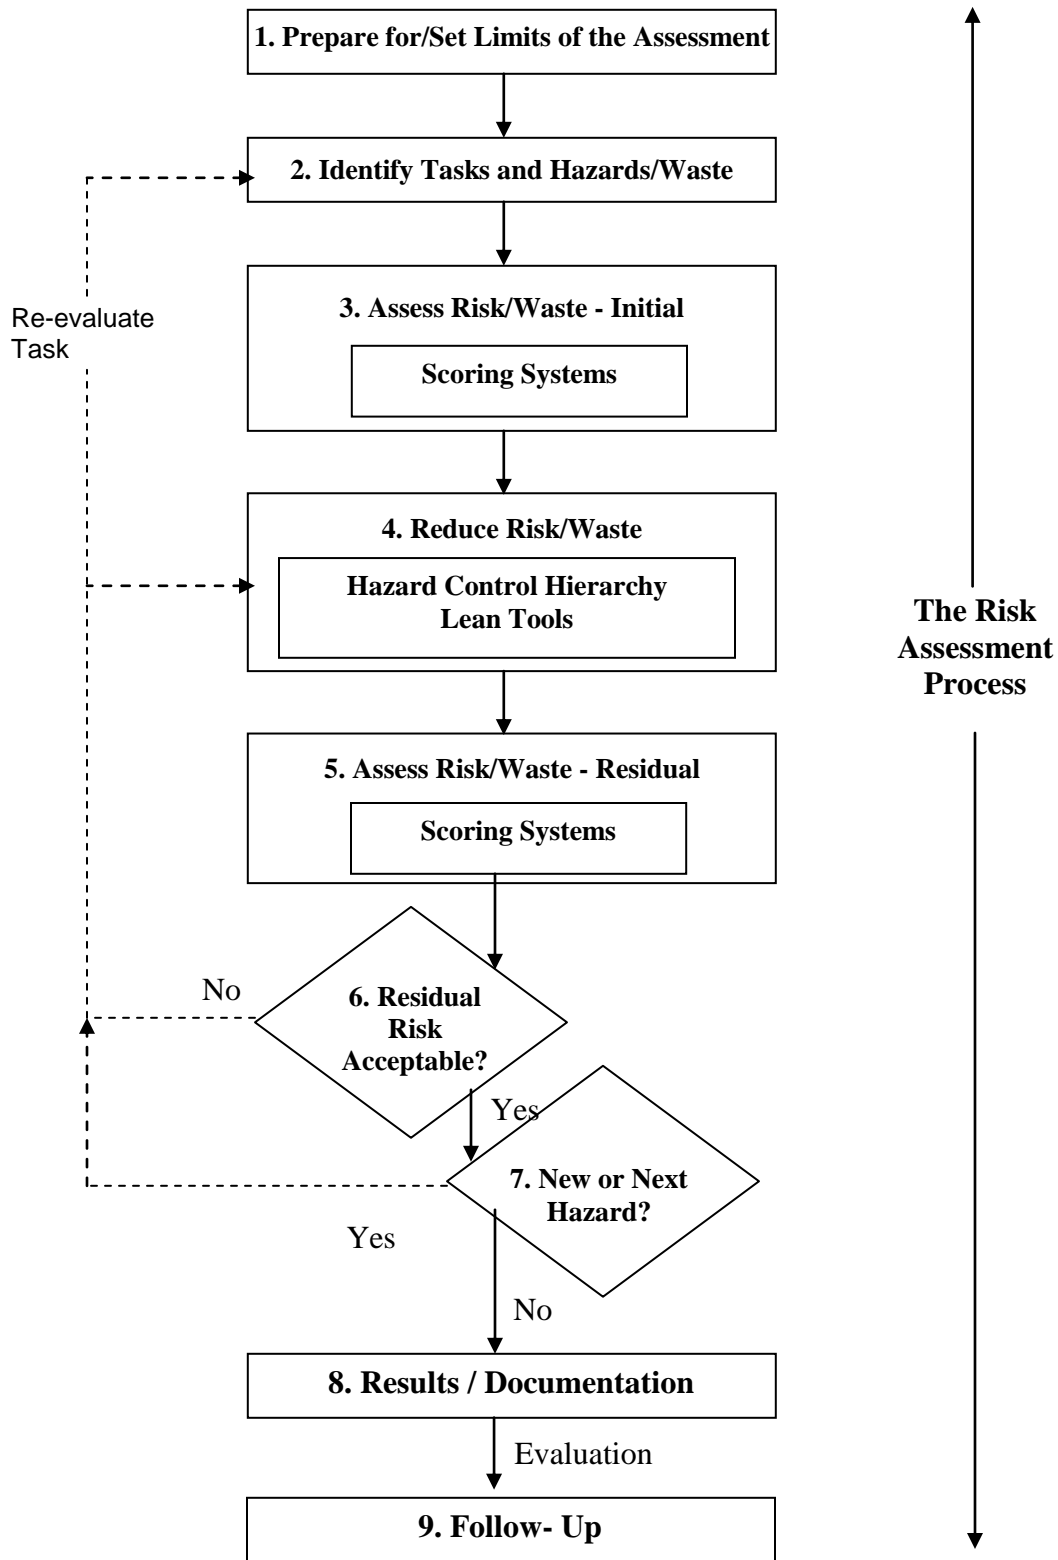 1. Prepare for/Set Limits of the Assessment
2. Identify Tasks and Hazards/Waste
Re-evaluate
Task
3. Assess Risk/Waste - Initial
Scoring Systems
4. Reduce Risk/Waste
Hazard Control Hierarchy
Lean Tools
The Risk
Assessment
Process
5. Assess Risk/Waste - Residual
Scoring Systems
No
6. Residual
Risk
Acceptable?
Yes
7. New or Next
Hazard?
Yes
No
8. Results / Documentation
Evaluation
9. Follow- Up